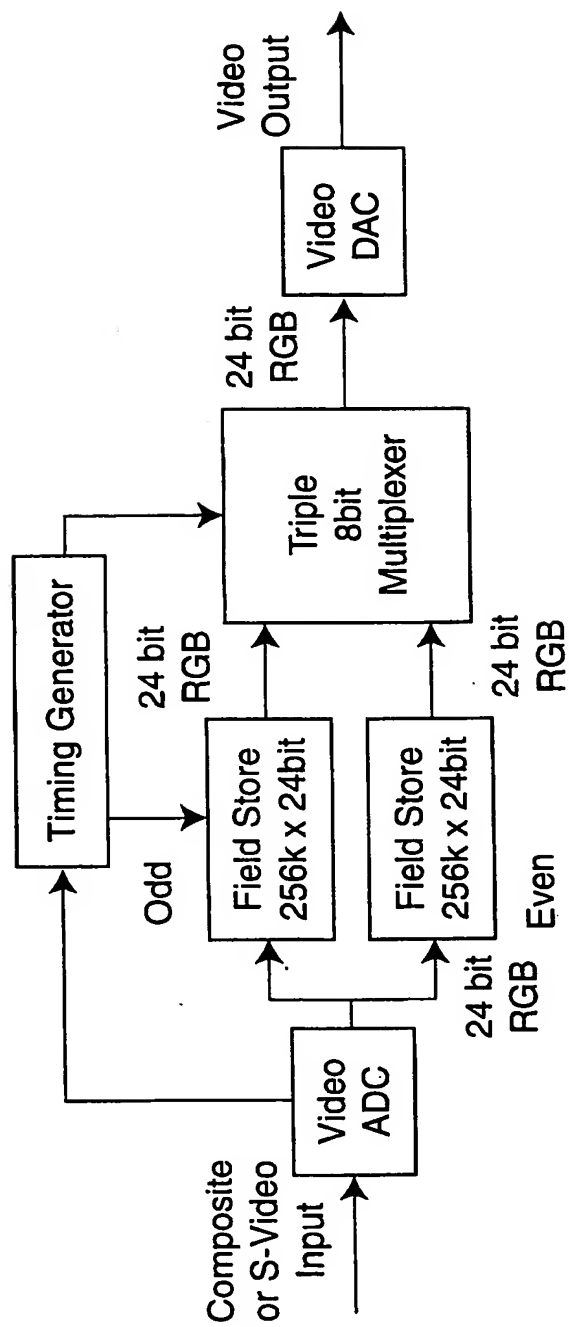 Composite
or S-Video
Input
Video
ADC
Timing Generator
Odd
Field Store
256k x 24bit
Field Store
256k x 24bit
24 bit
RGB
Even
24 bit
RGB
24 bit
RGB
Triple
8bit
Multiplexer
24 bit
RGB
Video
DAC
Video
Output